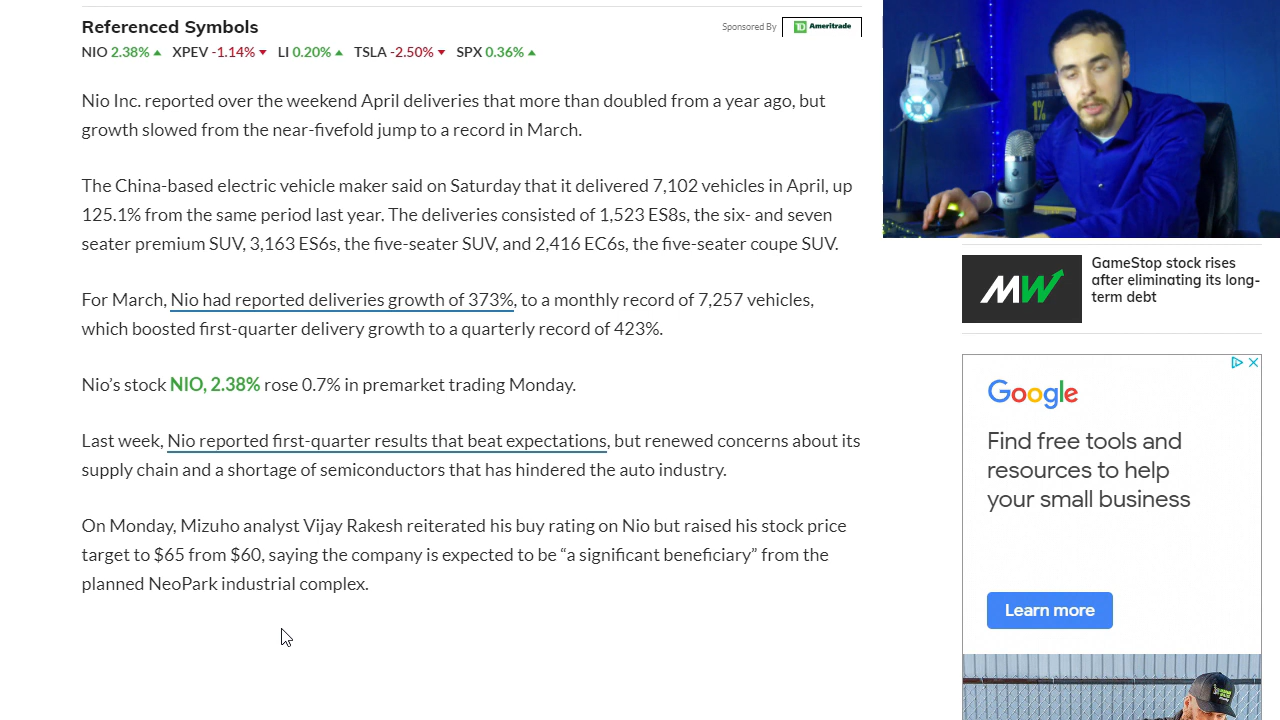 Referenced Symbols
Sponsored By
TD Ameritrade
NIO 2.38% XPEV -1.14% LI 0.20% TSLA -2.50% SPX 0.36%
Nio Inc. reported over the weekend April deliveries that more than doubled from a year ago, but
growth slowed from the near-fivefold jump to a record in March.
The China-based electric vehicle maker said on Saturday that it delivered 7,102 vehicles in April, up
125.1% from the same period last year. The deliveries consisted of 1,523 ES8s, the six- and seven
seater premium SUV, 3,163 ES6s, the five-seater SUV, and 2,416 EC6s, the five-seater coupe SUV.
For March, Nio had reported deliveries growth of 373%, to a monthly record of 7,257 vehicles,
which boosted first-quarter delivery growth to a quarterly record of 423%.
Nio’s stock NIO, 2.38% rose 0.7% in premarket trading Monday.
Last week, Nio reported first-quarter results that beat expectations, but renewed concerns about its
supply chain and a shortage of semiconductors that has hindered the auto industry.
On Monday, Mizuho analyst Vijay Rakesh reiterated his buy rating on Nio but raised his stock price
target to $65 from $60, saying the company is expected to be “a significant beneficiary” from the
planned NeoPark industrial complex.
1%
MW
GameStop stock rises
after eliminating its long-
term debt
Google
Find free tools and
resources to help
your small business
Learn more